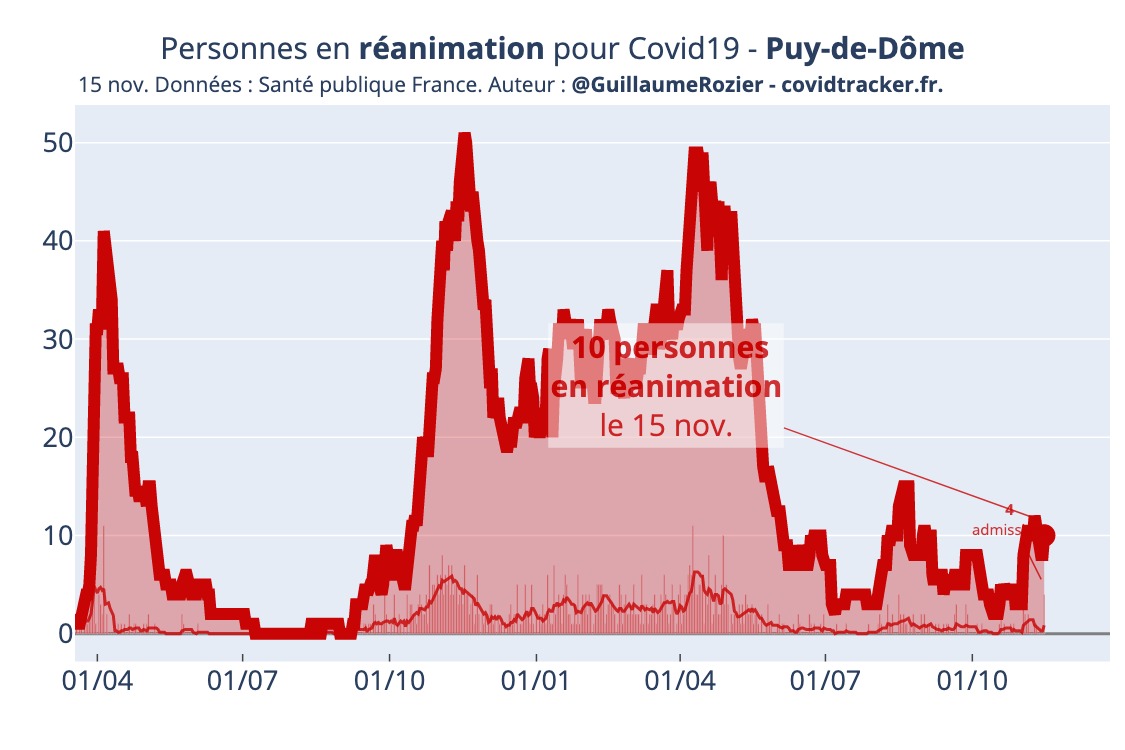 Personnes en réanimation pour Covid19 - Puy-de-Dôme
15 nov. Données : Santé publique France. Auteur : @GuillaumeRozier - covidtracker.fr.
50
40
30
20
10
0
10 personnes
en réanimation
le 15 nov.
4
admiss
01/04
01/07
01/10
01/01
01/04
01/07
01/10